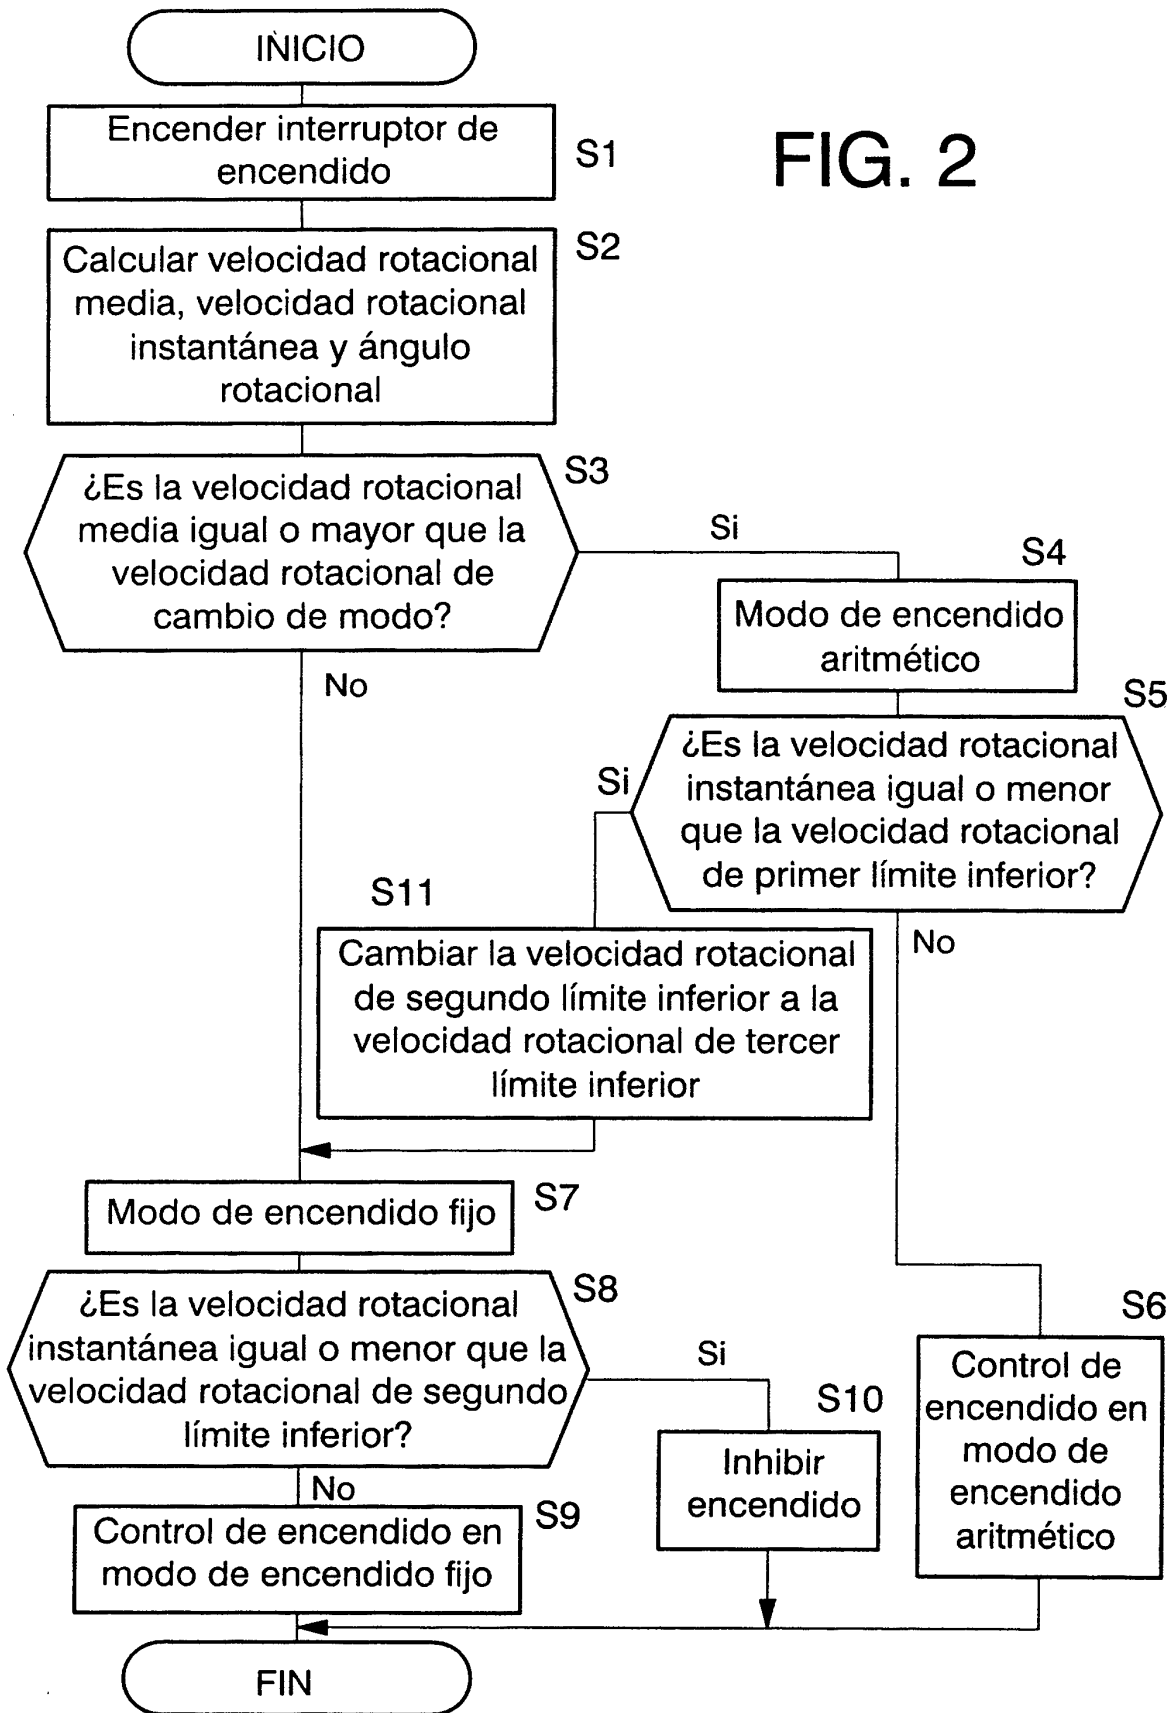 INICIO
Encender interruptor de
encendido
S1
FIG. 2
S2
Calcular velocidad rotacional
media, velocidad rotacional
instantánea y ángulo
rotacional
S3
¿Es la velocidad rotacional
media igual o mayor que la
velocidad rotacional de
cambio de modo?
Si
No
S4
Modo de encendido
aritmético
S5
¿Es la velocidad rotacional
instantánea igual o menor
que la velocidad rotacional
de primer límite inferior?
Si
No
S11
Cambiar la velocidad rotacional
de segundo límite inferior a la
velocidad rotacional de tercer
límite inferior
Modo de encendido fijo
S7
S8
¿Es la velocidad rotacional
instantánea igual o menor que la
velocidad rotacional de segundo
límite inferior?
Si
No
S6
Control de
encendido en
modo de
encendido
aritmético
S10
Inhibir
encendido
S9
Control de encendido en
modo de encendido fijo
FIN